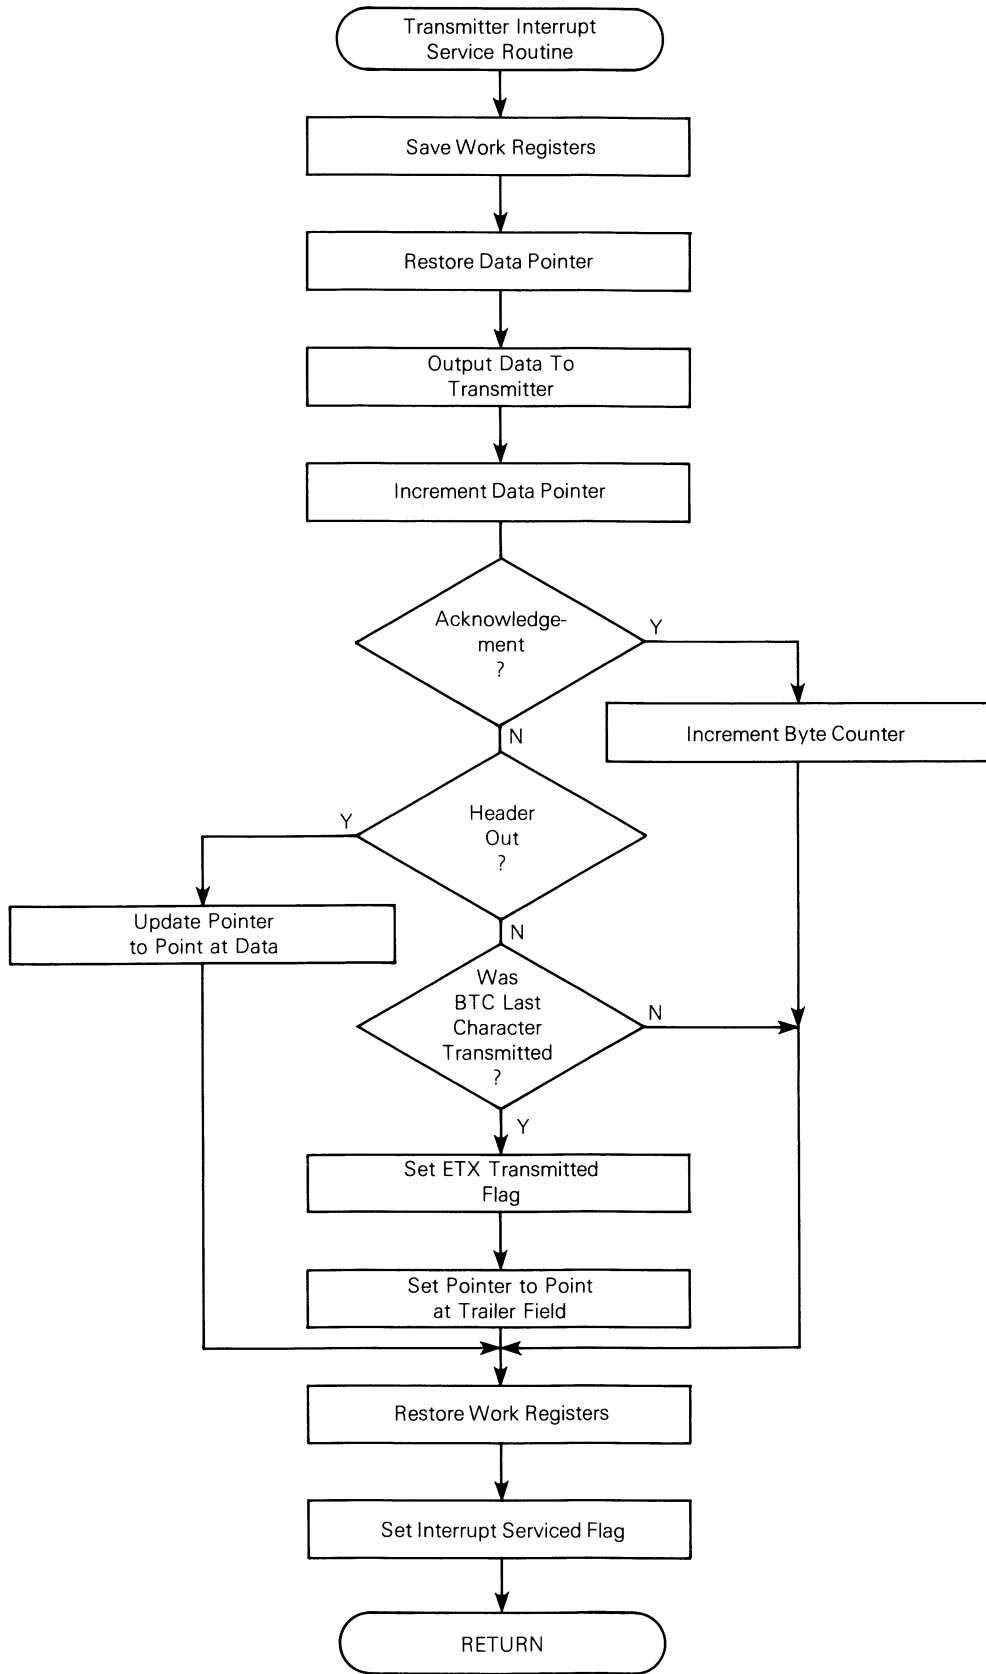 Transmitter Interrupt
Service Routine
Save Work Registers
Restore Data Pointer
Output Data To
Transmitter
Increment Data Pointer
Acknowledge-
ment
?
Y
N
Increment Byte Counter
Header
Out
?
Y
N
Update Pointer
to Point at Data
Was
BTC Last
Character
Transmitted
?
N
Y
Set ETX Transmitted
Flag
Set Pointer to Point
at Trailer Field
Restore Work Registers
Set Interrupt Serviced Flag
RETURN